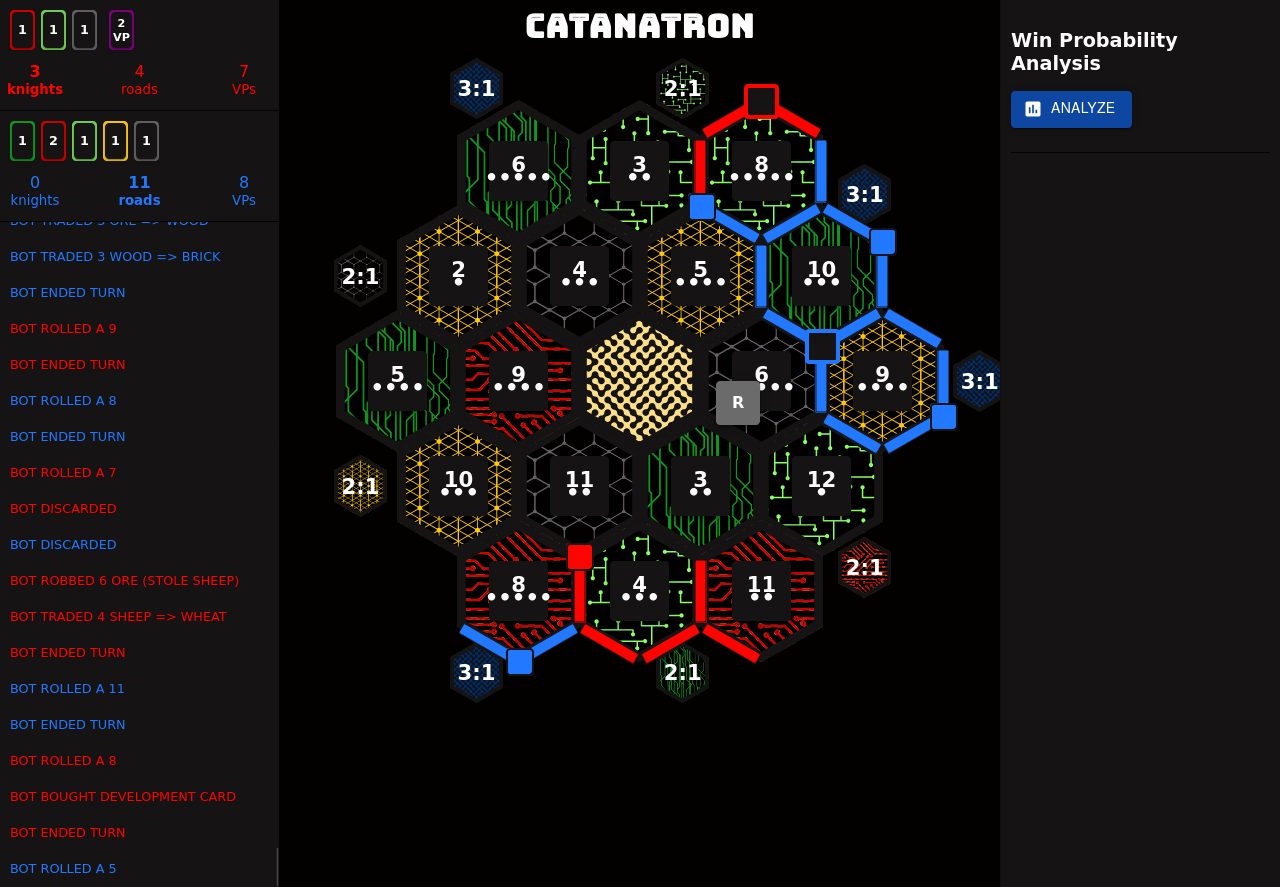 1 1 1 2 VP
3 4 7
knights roads VPs
1 2 1 1 1
0 11 8
knights roads VPs
BOT TRADED 3 ORE => WOOD
BOT TRADED 3 WOOD => BRICK
BOT ENDED TURN
BOT ROLLED A 9
BOT ENDED TURN
BOT ROLLED A 8
BOT ENDED TURN
BOT ROLLED A 7
BOT DISCARDED
BOT DISCARDED
BOT ROBBED 6 ORE (STOLE SHEEP)
BOT TRADED 4 SHEEP => WHEAT
BOT ENDED TURN
BOT ROLLED A 11
BOT ENDED TURN
BOT ROLLED A 8
BOT BOUGHT DEVELOPMENT CARD
BOT ENDED TURN
BOT ROLLED A 5
CATANATRON
3:1 2:1
6 3 8
3:1
2 4 5 10
2:1
5 9 6 9
R
3:1
10 11 3 12
2:1
8 4 11
2:1
3:1 2:1
Win Probability
Analysis
ANALYZE